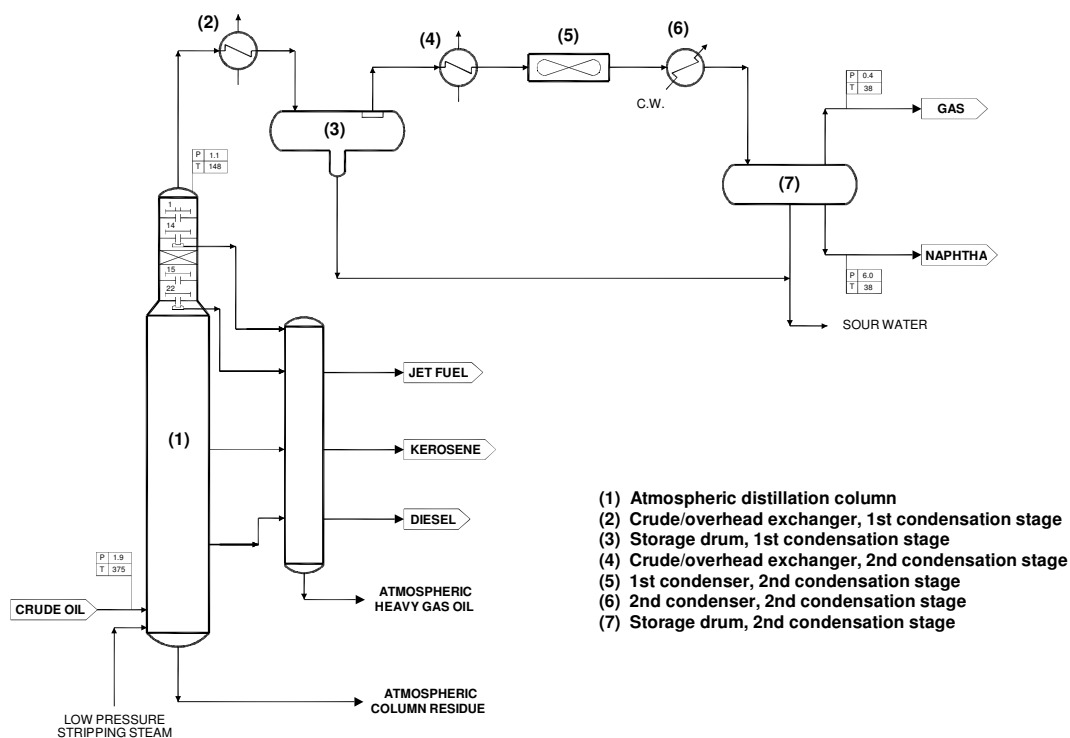 (2)
(4)
(5)
(6)
C.W.
P 0.4
T 38
GAS
(3)
P 1.1
T 148
(7)
1
14
15
22
NAPHTHA
P 6.0
T 38
SOUR WATER
JET FUEL
(1)
KEROSENE
DIESEL
P 1.9
T 375
CRUDE OIL
ATMOSPHERIC
HEAVY GAS OIL
LOW PRESSURE
STRIPPING STEAM
ATMOSPHERIC
COLUMN RESIDUE
(1) Atmospheric distillation column
(2) Crude/overhead exchanger, 1st condensation stage
(3) Storage drum, 1st condensation stage
(4) Crude/overhead exchanger, 2nd condensation stage
(5) 1st condenser, 2nd condensation stage
(6) 2nd condenser, 2nd condensation stage
(7) Storage drum, 2nd condensation stage